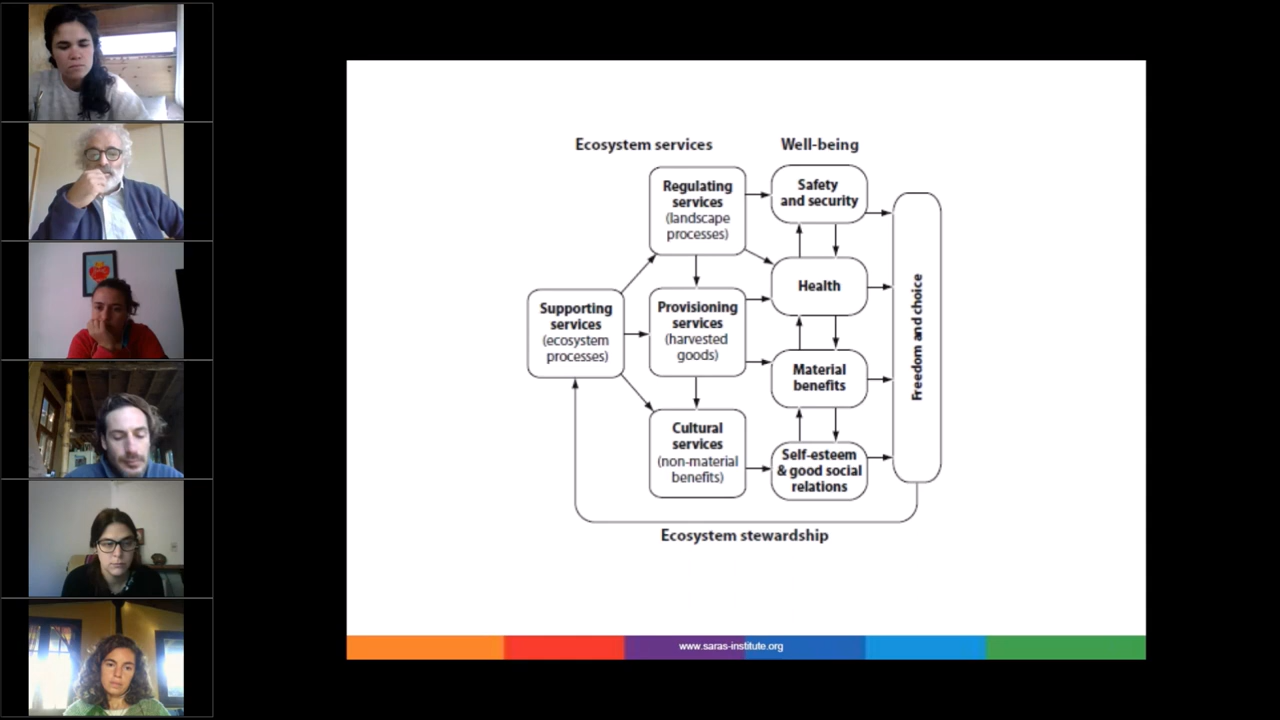 Ecosystem services
Well-being
Regulating
services
(landscape
processes)
Safety
and security
Supporting
services
(ecosystem
processes)
Provisioning
services
(harvested
goods)
Health
Material
benefits
Cultural
services
(non-material
benefits)
Self-esteem
& good social
relations
Freedom and choice
Ecosystem stewardship
www.saras-institute.org